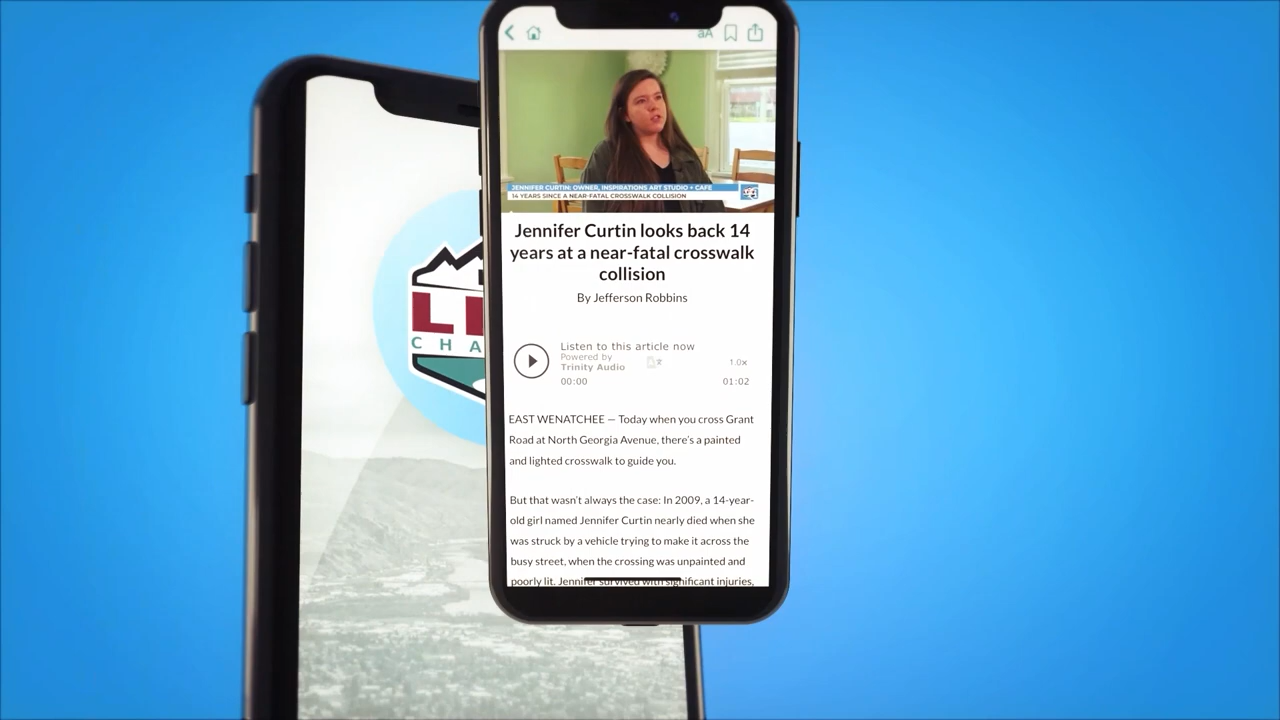 aA
JENNIFER CURTIN: OWNER, INSPIRATIONS ART STUDIO + CAFE
14 YEARS SINCE A NEAR-FATAL CROSSWALK COLLISION
Jennifer Curtin looks back 14
years at a near-fatal crosswalk
collision
By Jefferson Robbins
Listen to this article now
Powered by
Trinity Audio
1.0x
00:00
01:02
EAST WENATCHEE — Today when you cross Grant
Road at North Georgia Avenue, there's a painted
and lighted crosswalk to guide you.
But that wasn't always the case: In 2009, a 14-year-
old girl named Jennifer Curtin nearly died when she
was struck by a vehicle trying to make it across the
busy street, when the crossing was unpainted and
poorly lit. Jennifer survived with significant injuries,
CHA